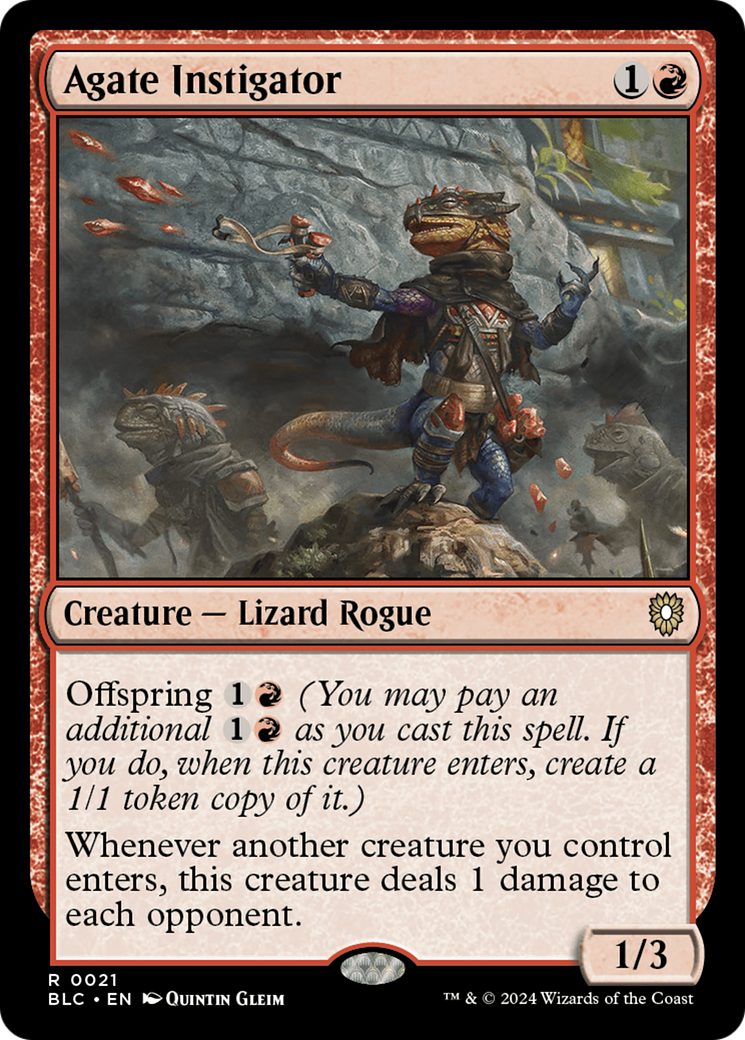 Agate Instigator 1
Creature — Lizard Rogue
Offspring 1 (You may pay an
additional 1 as you cast this spell. If
you do, when this creature enters, create a
1/1 token copy of it.)
Whenever another creature you control
enters, this creature deals 1 damage to
each opponent.
1/3
R 0021
BLC • EN Quintin Gleim
™ & © 2024 Wizards of the Coast